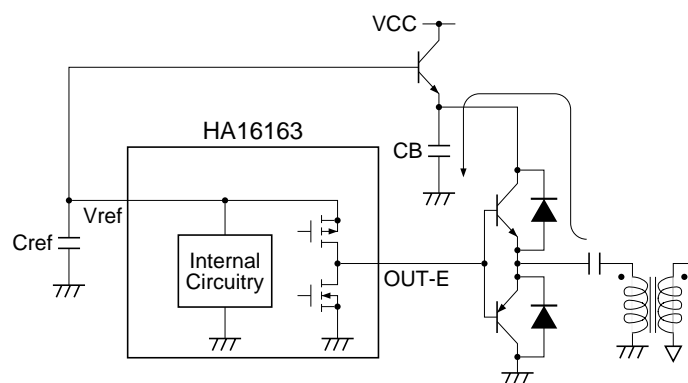 VCC
HA16163
CB
Vref
Cref
Internal
Circuitry
OUT-E